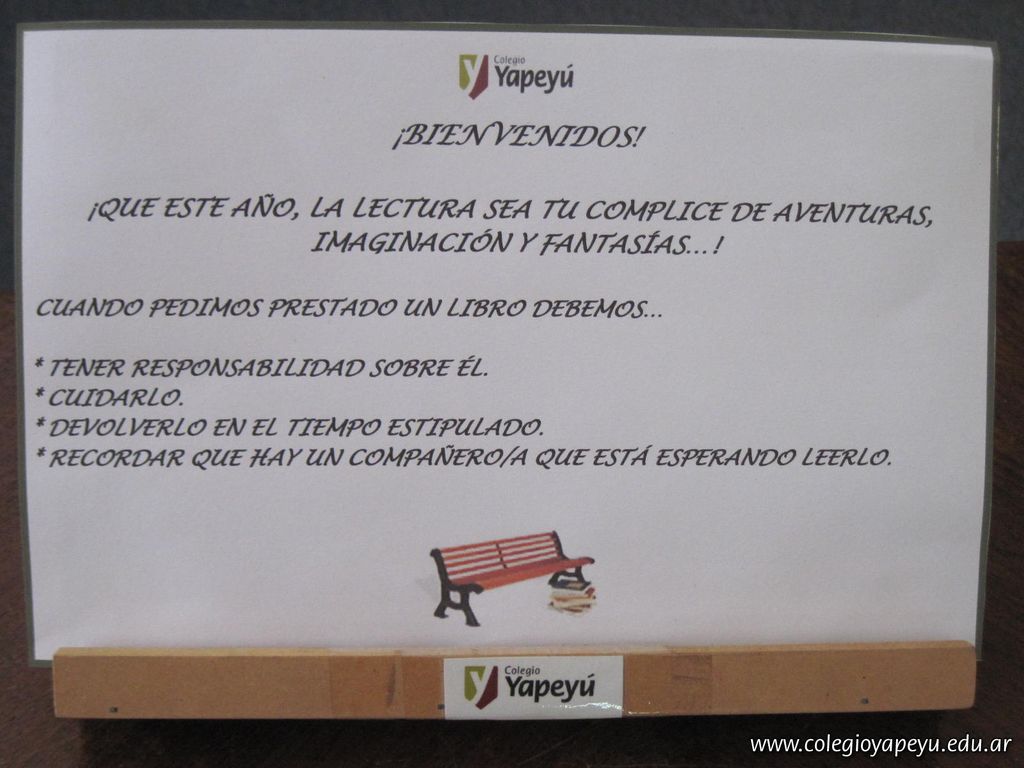 Colegio
Yapeyú
¡BIENVENIDOS!
¡QUE ESTE AÑO, LA LECTURA SEA TU COMPLICE DE AVENTURAS,
IMAGINACIÓN Y FANTASÍAS...!
CUANDO PEDIMOS PRESTADO UN LIBRO DEBEMOS...
* TENER RESPONSABILIDAD SOBRE ÉL.
* CUIDARLO.
* DEVOLVERLO EN EL TIEMPO ESTIPULADO.
* RECORDAR QUE HAY UN COMPAÑERO/A QUE ESTÁ ESPERANDO LEERLO.
Colegio
Yapeyú
www.colegioyapeyu.edu.ar